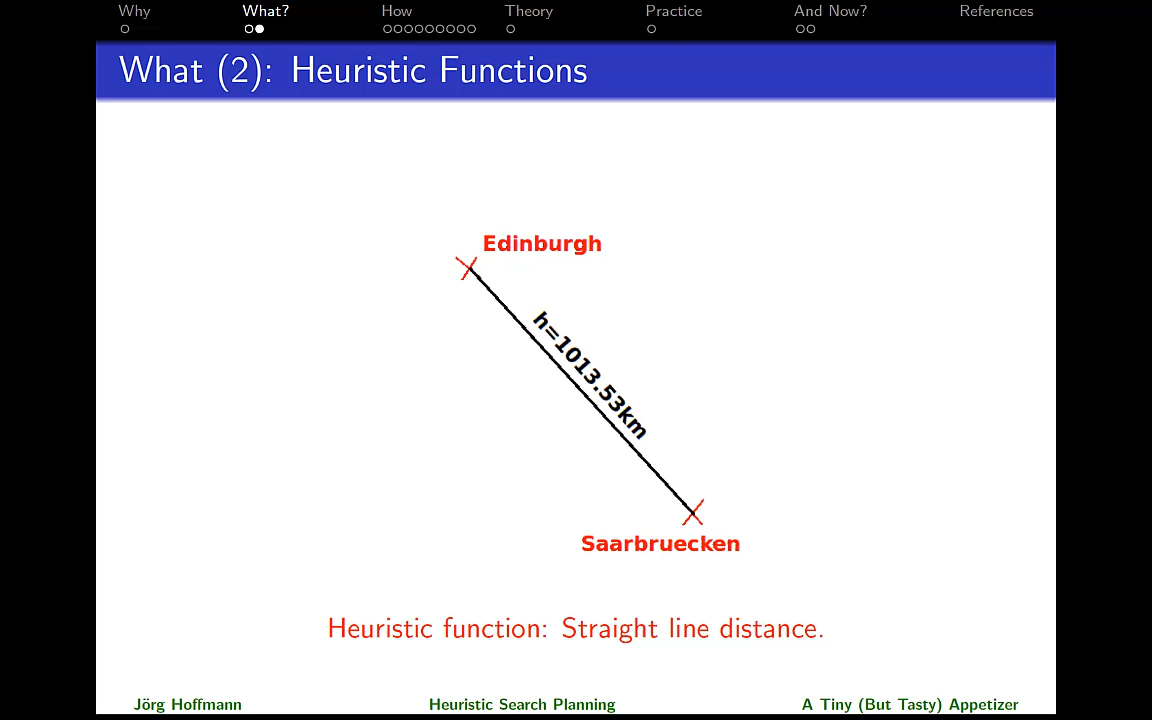 Why What? How Theory Practice And Now? References
What (2): Heuristic Functions
Edinburgh
h=1013.53km
Saarbruecken
Heuristic function: Straight line distance.
Jörg Hoffmann Heuristic Search Planning A Tiny (But Tasty) Appetizer